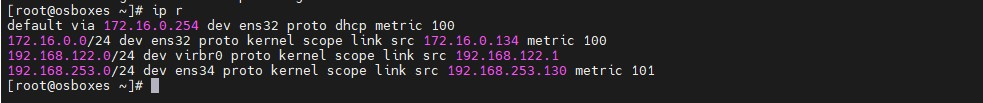 [root@osboxes ~]# ip r
default via 172.16.0.254 dev ens32 proto dhcp metric 100
172.16.0.0/24 dev ens32 proto kernel scope link src 172.16.0.134 metric 100
192.168.122.0/24 dev virbr0 proto kernel scope link src 192.168.122.1
192.168.253.0/24 dev ens34 proto kernel scope link src 192.168.253.130 metric 101
[root@osboxes ~]#